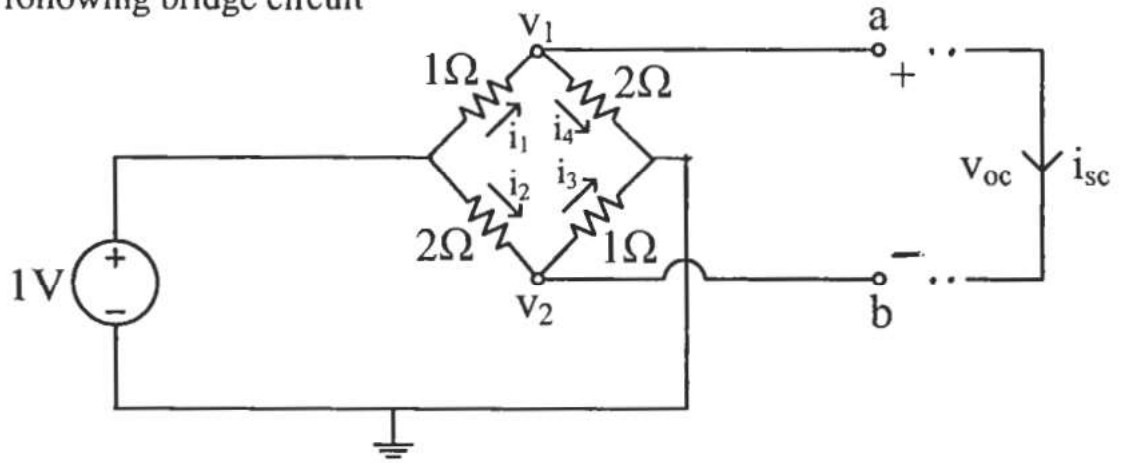 following bridge circuit
v1
a
1Ω
2Ω
+
i1
i4
i2
i3
voc
isc
2Ω
1Ω
1V
+
−
−
v2
b